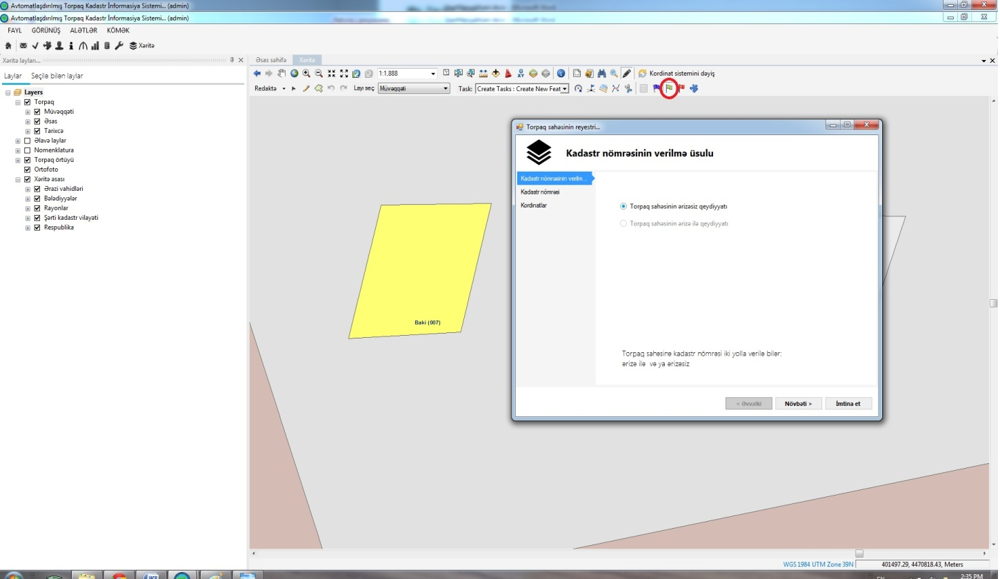 Avtomatlaşdırılmış Torpaq Kadastr İnformasiya Sistemi... (admin)
Avtomatlaşdırılmış Torpaq Kadastr İnformasiya Sistemi... (admin)
FAYL GÖRÜNÜŞ ALƏTLƏR KÖMƏK
Xəritə
Xəritə layları...
Əsas səhifə Xəritə
Laylar Seçilə bilən laylar
1:1,888
Kordinat sistemini dəyiş
Redaktə Layı seç Müvəqqəti Task: Create Tasks : Create New Feat
Layers
Torpaq
Müvəqqəti
Əsas
Tarixcə
Əlavə laylar
Nomenklatura
Torpaq örtüyü
Ortofoto
Xəritə əsası
Ərazi vahidləri
Bələdiyyələr
Rayonlar
Şərti kadastr vilayəti
Respublika
Baki (007)
Torpaq sahəsinin reyestri...
Kadastr nömrəsinin verilmə üsulu
Kadastr nömrəsinin verilm...
Kadastr nömrəsi
Kordinatlar
Torpaq sahəsinin ərizəsiz qeydiyyatı
Torpaq sahəsinin ərizə ilə qeydiyyatı
Torpaq sahəsinə kadastr nömrəsi iki yolla verilə bilər:
ərizə ilə və ya ərizəsiz
< Əvvəlki Növbəti > İmtina et
WGS 1984 UTM Zone 39N 401497.29, 4470818.43, Meters
EN 2:35 PM